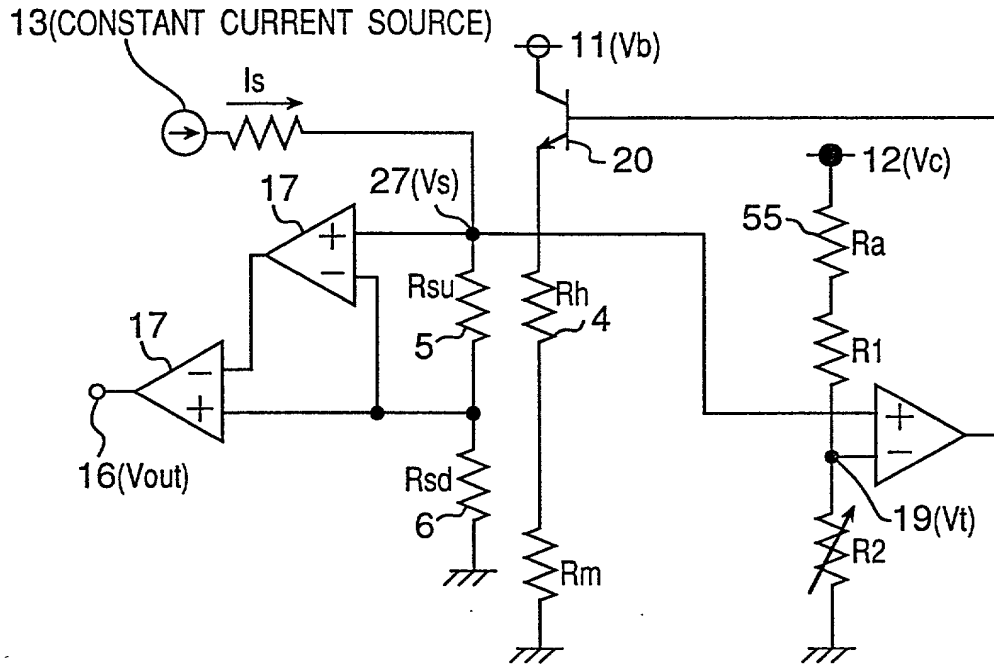 13(CONSTANT CURRENT SOURCE)
Is
11(Vb)
20
12(Vc)
27(Vs)
17
+
−
55
Ra
Rsu
5
Rh
4
R1
17
−
+
+
−
16(Vout)
Rsd
6
19(Vt)
Rm
R2